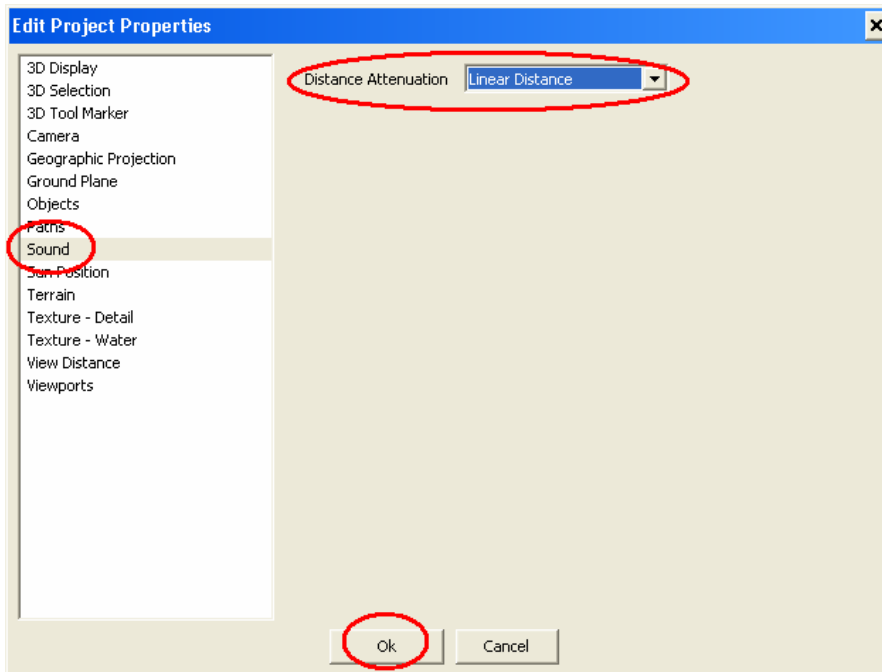 Edit Project Properties
3D Display
3D Selection
3D Tool Marker
Camera
Geographic Projection
Ground Plane
Objects
Paths
Sound
Sun Position
Terrain
Texture - Detail
Texture - Water
View Distance
Viewports
Distance Attenuation Linear Distance
Ok Cancel